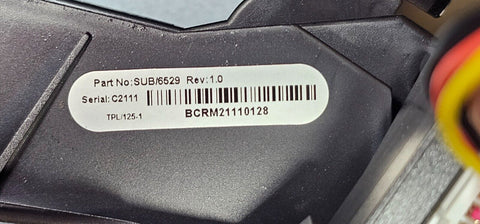 Part No:SUB/6529 Rev:1.0
Serial: C2111
BCRM21110128
TPL/125-1